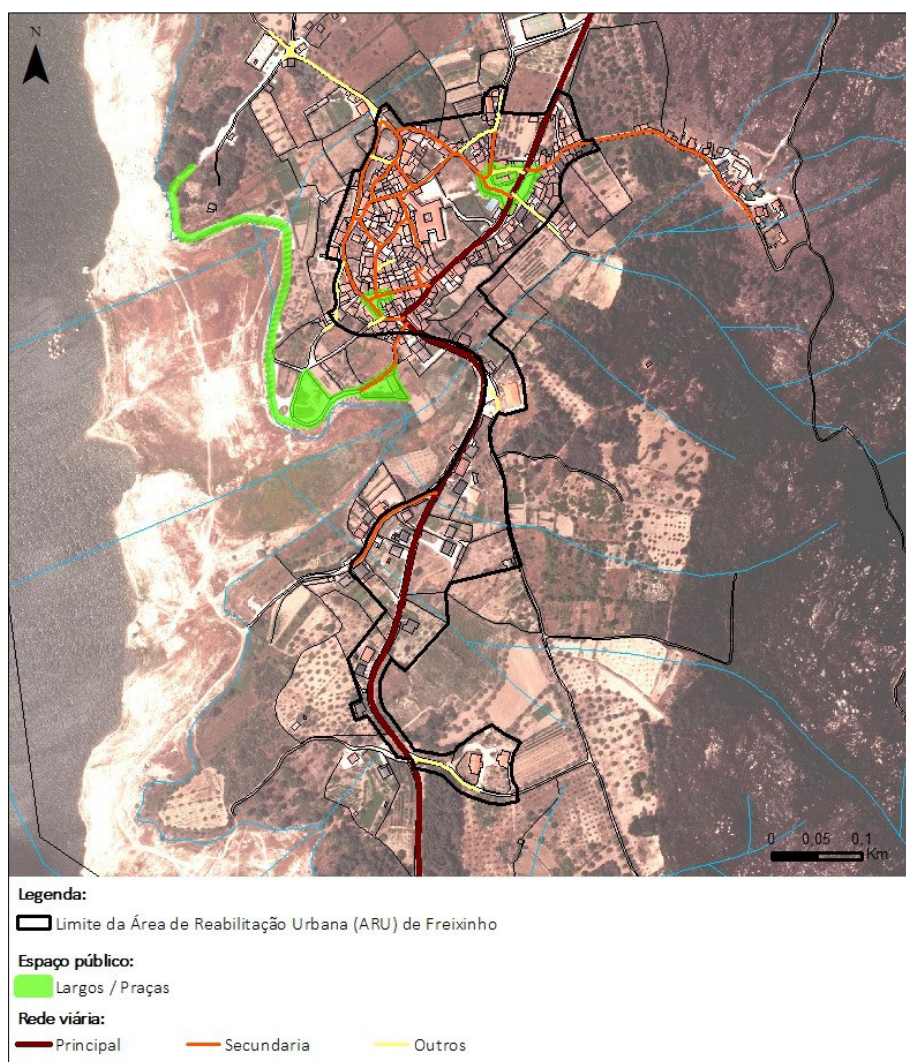 N
0 0,05 0,1
Km
Legenda:
Limite da Área de Reabilitação Urbana (ARU) de Freixinho
Espaço público:
Largos / Praças
Rede viária:
Principal Secundaria Outros